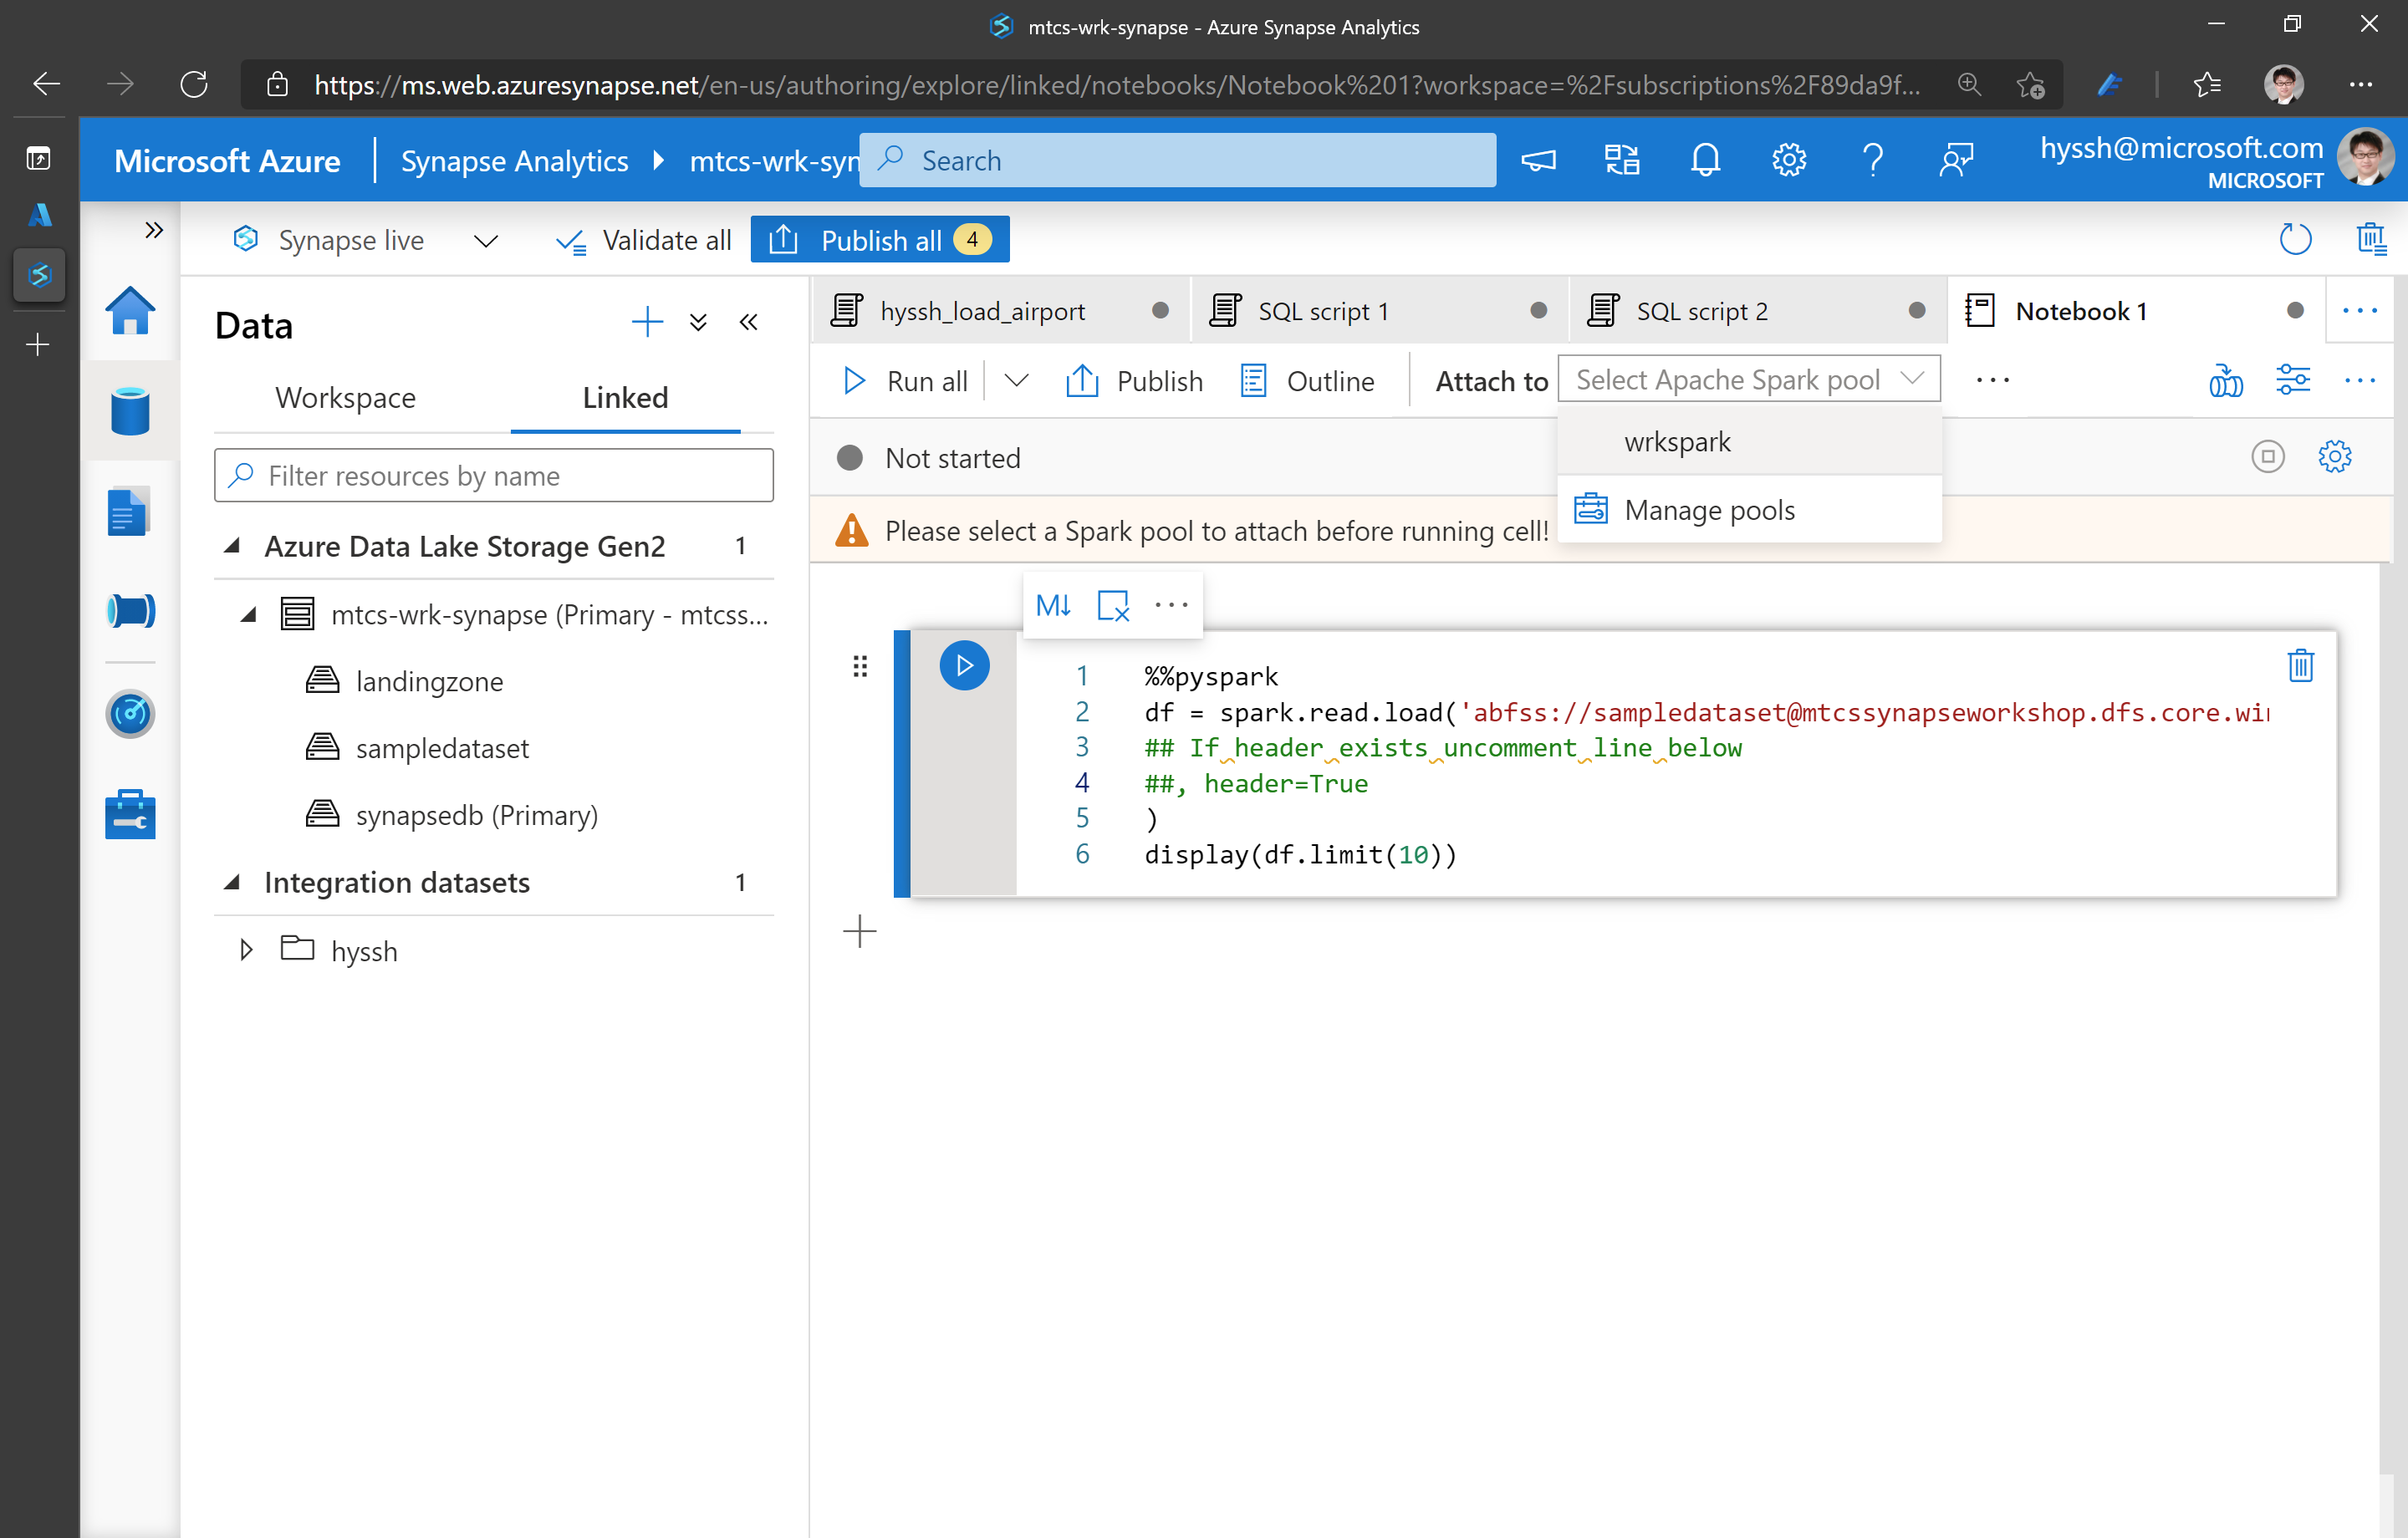 mtcs-wrk-synapse - Azure Synapse Analytics
https://ms.web.azuresynapse.net/en-us/authoring/explore/linked/notebooks/Notebook%201?workspace=%2Fsubscriptions%2F89da9f...
Microsoft Azure
Synapse Analytics
mtcs-wrk-syn
Search
hyssh@microsoft.com
MICROSOFT
Synapse live
Validate all
Publish all
4
Data
Workspace
Linked
Filter resources by name
Azure Data Lake Storage Gen2
1
mtcs-wrk-synapse (Primary - mtcss...
landingzone
sampledataset
synapsedb (Primary)
Integration datasets
1
hyssh
hyssh_load_airport
SQL script 1
SQL script 2
Notebook 1
Run all
Publish
Outline
Attach to
Select Apache Spark pool
wrkspark
Manage pools
Not started
Please select a Spark pool to attach before running cell!
M↓
1 %%pyspark
2 df = spark.read.load('abfss://sampledataset@mtcssynapseworkshop.dfs.core.wi
3 ## If header exists uncomment line below
4 ##, header=True
5 )
6 display(df.limit(10))